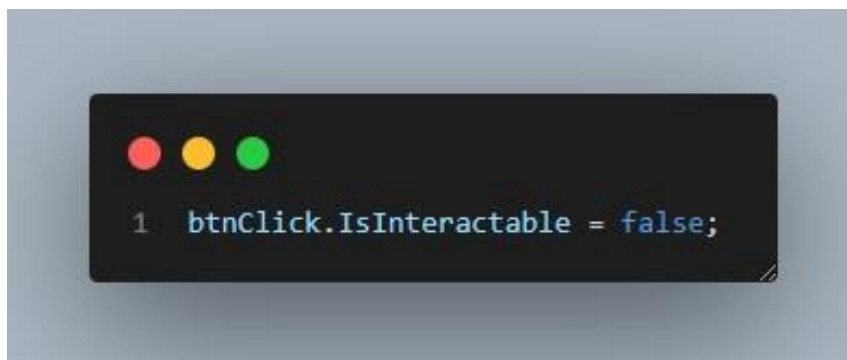 1 btnClick.IsInteractable = false;